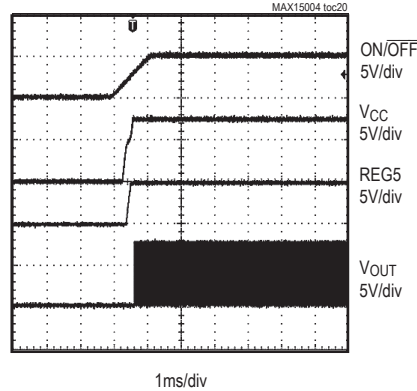 MAX15004 toc20
ON/OFF
5V/div
VCC
5V/div
REG5
5V/div
VOUT
5V/div
1ms/div